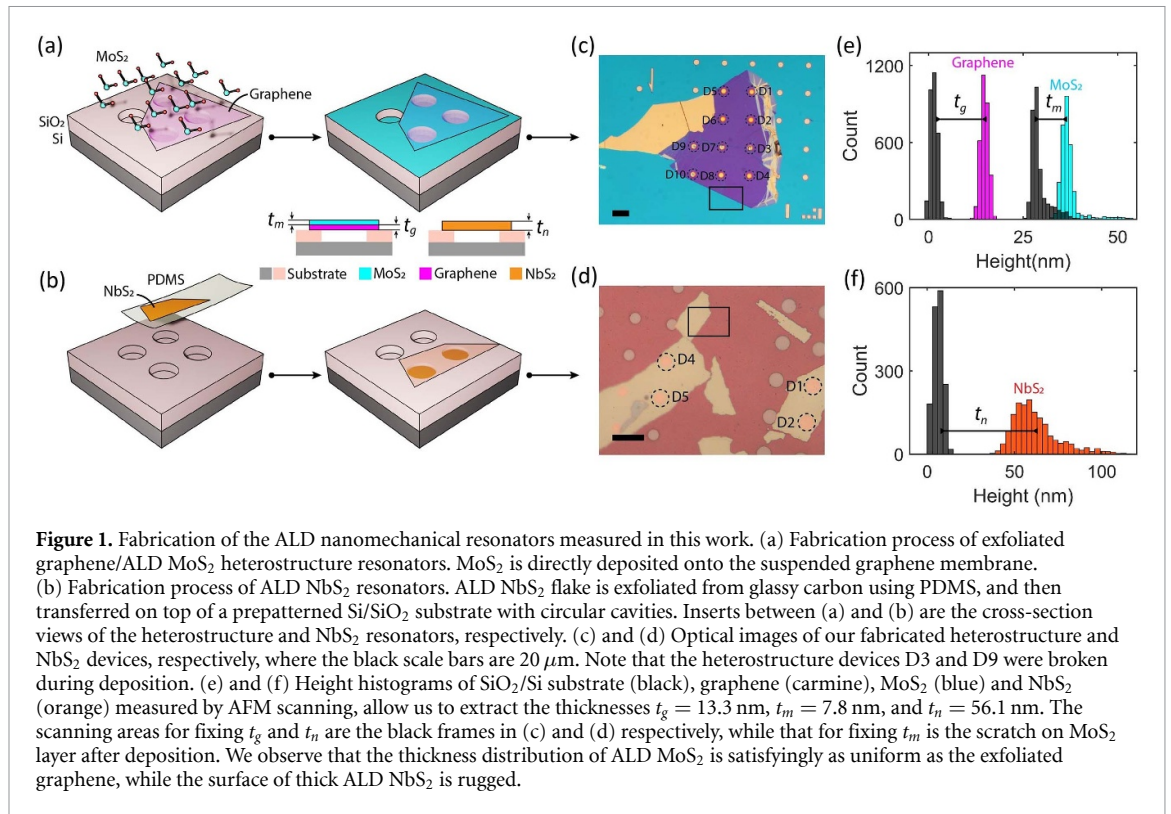 (a)
MoS₂
Graphene
SiO₂
Si
(c)
D5
D1
D6
D2
D9
D7
D3
D10
D8
D4
(e)
1200
600
0
Count
Graphene
MoS₂
t_g
t_m
0
25
50
Height(nm)
t_m
t_g
t_n
Substrate
MoS₂
Graphene
NbS₂
(b)
PDMS
NbS₂
(d)
D4
D5
D1
D2
(f)
600
300
0
Count
NbS₂
t_n
0
50
100
Height (nm)
Figure 1. Fabrication of the ALD nanomechanical resonators measured in this work. (a) Fabrication process of exfoliated
graphene/ALD MoS₂ heterostructure resonators. MoS₂ is directly deposited onto the suspended graphene membrane.
(b) Fabrication process of ALD NbS₂ resonators. ALD NbS₂ flake is exfoliated from glassy carbon using PDMS, and then
transferred on top of a prepatterned Si/SiO₂ substrate with circular cavities. Inserts between (a) and (b) are the cross-section
views of the heterostructure and NbS₂ resonators, respectively. (c) and (d) Optical images of our fabricated heterostructure and
NbS₂ devices, respectively, where the black scale bars are 20 μm. Note that the heterostructure devices D3 and D9 were broken
during deposition. (e) and (f) Height histograms of SiO₂/Si substrate (black), graphene (carmine), MoS₂ (blue) and NbS₂
(orange) measured by AFM scanning, allow us to extract the thicknesses t_g = 13.3 nm, t_m = 7.8 nm, and t_n = 56.1 nm. The
scanning areas for fixing t_g and t_n are the black frames in (c) and (d) respectively, while that for fixing t_m is the scratch on MoS₂
layer after deposition. We observe that the thickness distribution of ALD MoS₂ is satisfyingly as uniform as the exfoliated
graphene, while the surface of thick ALD NbS₂ is rugged.